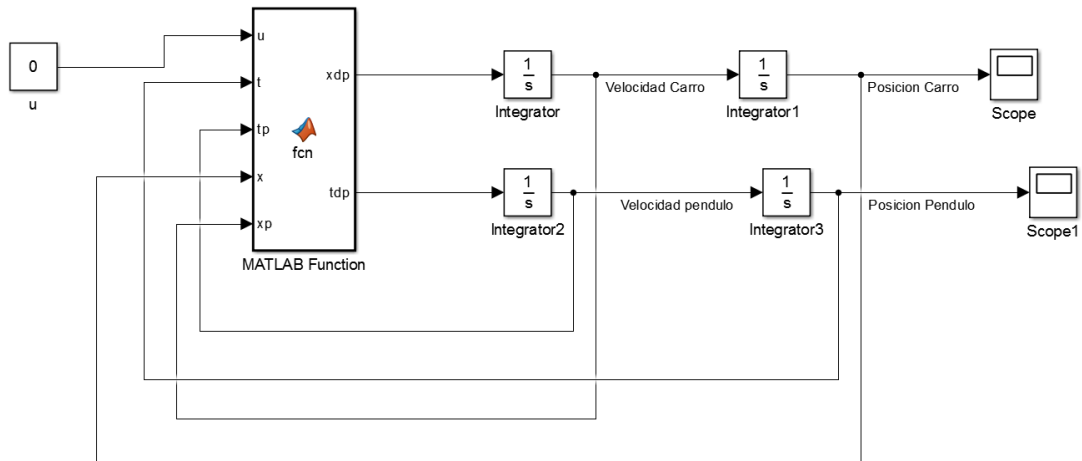 0
u
u
t
tp
x
xp
fcn
xdp
tdp
MATLAB Function
1
s
Integrator
Velocidad Carro
1
s
Integrator1
Posicion Carro
Scope
1
s
Integrator2
Velocidad pendulo
1
s
Integrator3
Posicion Pendulo
Scope1